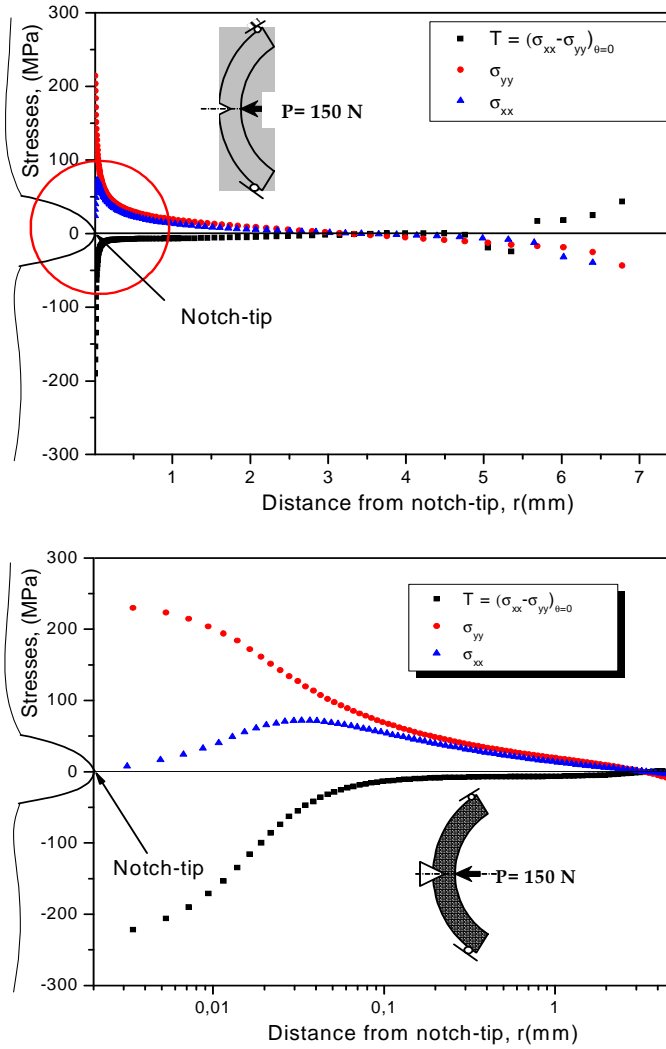 300
200
100
0
-100
-200
-300
Stresses, (MPa)
T = (σxx-σyy)θ=0
σyy
σxx
P= 150 N
Notch-tip
1 2 3 4 5 6 7
Distance from notch-tip, r(mm)
300
200
100
0
-100
-200
-300
Stresses, (MPa)
T = (σxx-σyy)θ=0
σyy
σxx
Notch-tip
P= 150 N
0,01 0,1 1
Distance from notch-tip, r(mm)